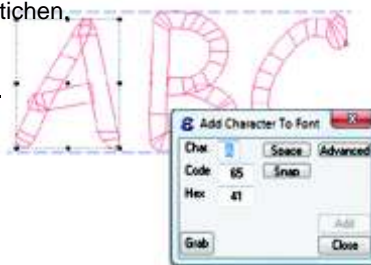 tichen
A B C
Add Character To Font
Char Space Advanced
Code 65 Snap
Hex 41
Add
Grab Close